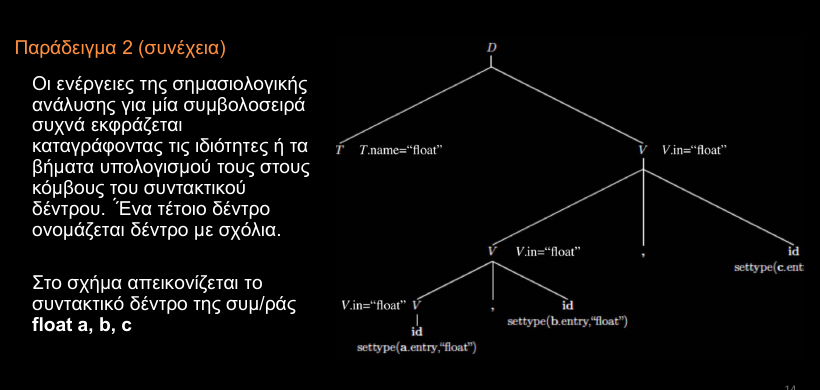 Παράδειγμα 2 (συνέχεια)
Οι ενέργειες της σημασιολογικής
ανάλυσης για μία συμβολοσειρά
συχνά εκφράζεται
καταγράφοντας τις ιδιότητες ή τα
βήματα υπολογισμού τους στους
κόμβους του συντακτικού
δέντρου. ΄Ενα τέτοιο δέντρο
ονομάζεται δέντρο με σχόλια.
Στο σχήμα απεικονίζεται το
συντακτικό δέντρο της συμ/ράς
float a, b, c
D
T T.name=“float”
V V.in=“float”
V V.in=“float”
,
id
settype(c.ent
V.in=“float” V
,
id
settype(b.entry,“float”)
id
settype(a.entry,“float”)
14